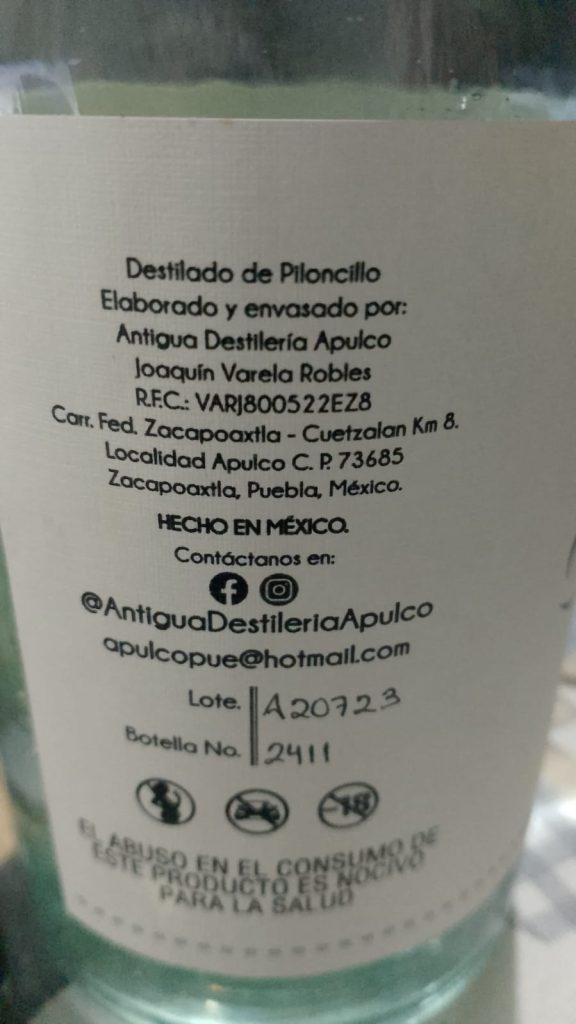 Destilado de Piloncillo
Elaborado y envasado por:
Antigua Destilería Apulco
Joaquín Varela Robles
R.F.C.: VARJ800522EZ8
Carr. Fed. Zacapoaxtla - Cuetzalan Km 8.
Localidad Apulco C. P. 73685
Zacapoaxtla, Puebla, México.
HECHO EN MÉXICO.
Contáctanos en:
@AntiguaDestileriaApulco
apulcopue@hotmail.com
Lote. A20723
Botella No. 2411
-18
EL ABUSO EN EL CONSUMO DE
ESTE PRODUCTO ES NOCIVO
PARA LA SALUD